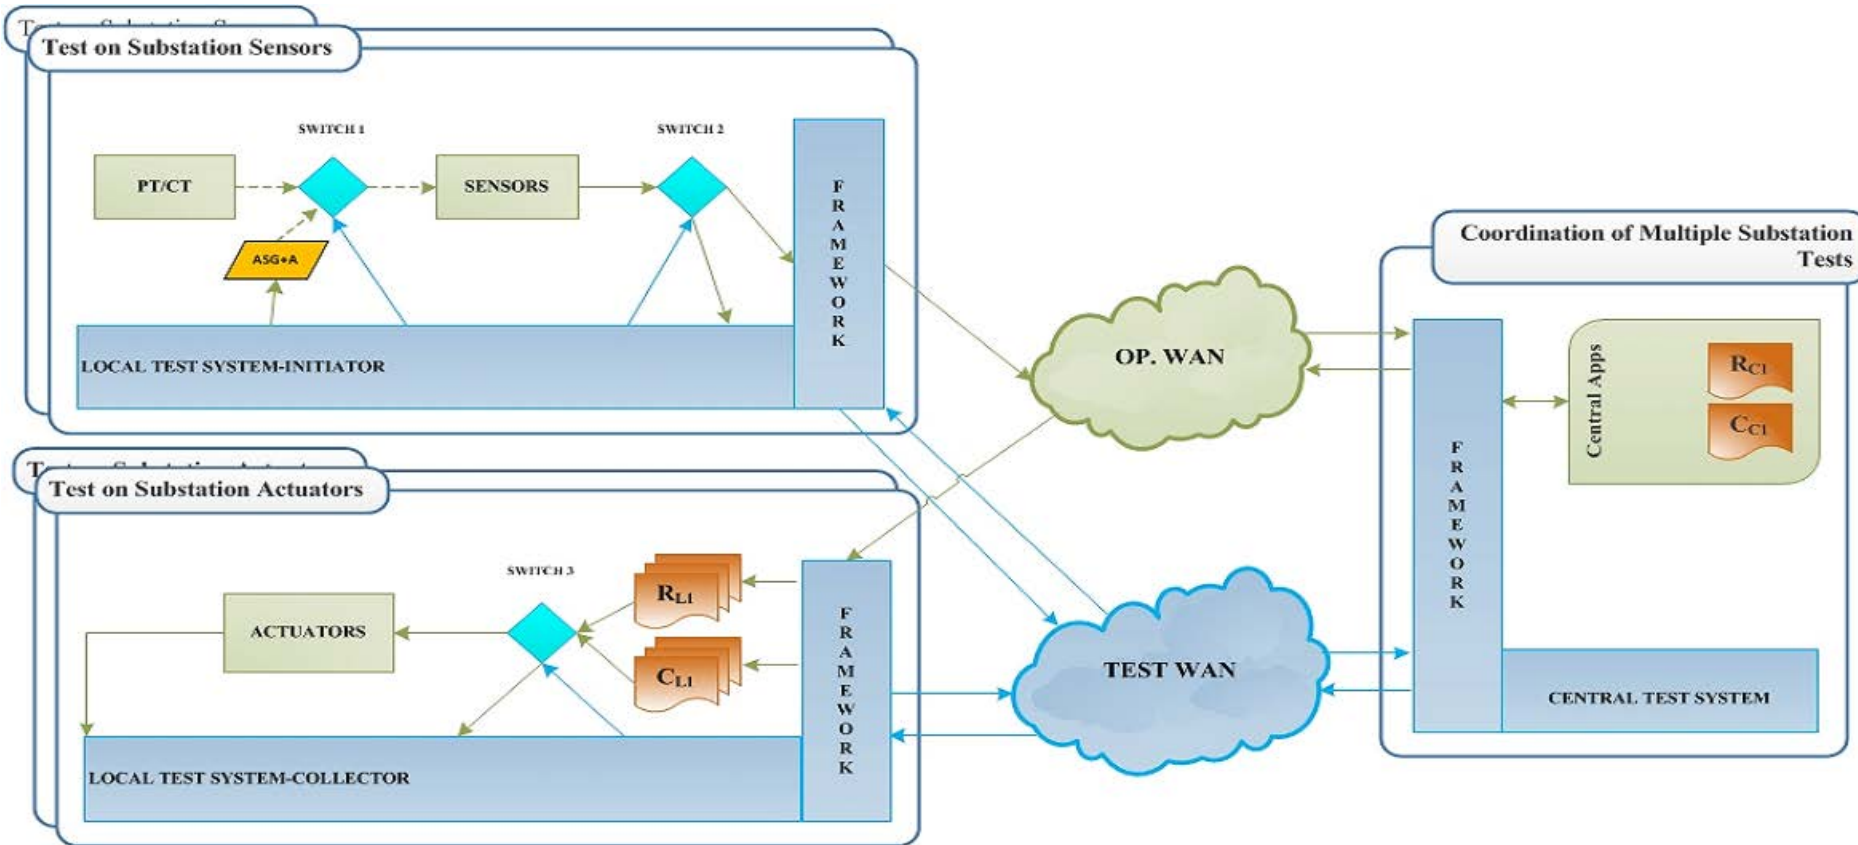 Test on Substation Sensors
SWITCH 1
SWITCH 2
PT/CT
SENSORS
ASG+A
FRAMEWORK
LOCAL TEST SYSTEM-INITIATOR
Test on Substation Actuators
SWITCH 3
RL1
ACTUATORS
CL1
FRAMEWORK
LOCAL TEST SYSTEM-COLLECTOR
OP. WAN
TEST WAN
Coordination of Multiple Substation
Tests
FRAMEWORK
Central Apps
RC1
CC1
CENTRAL TEST SYSTEM